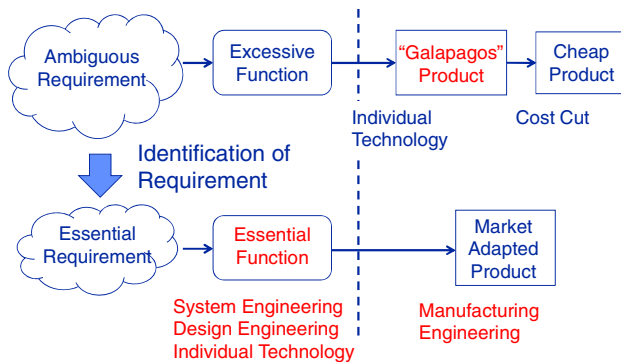 Ambiguous
Requirement
Excessive
Function
“Galapagos”
Product
Cheap
Product
Individual
Technology
Cost Cut
Identification of
Requirement
Essential
Requirement
Essential
Function
Market
Adapted
Product
System Engineering
Design Engineering
Individual Technology
Manufacturing
Engineering